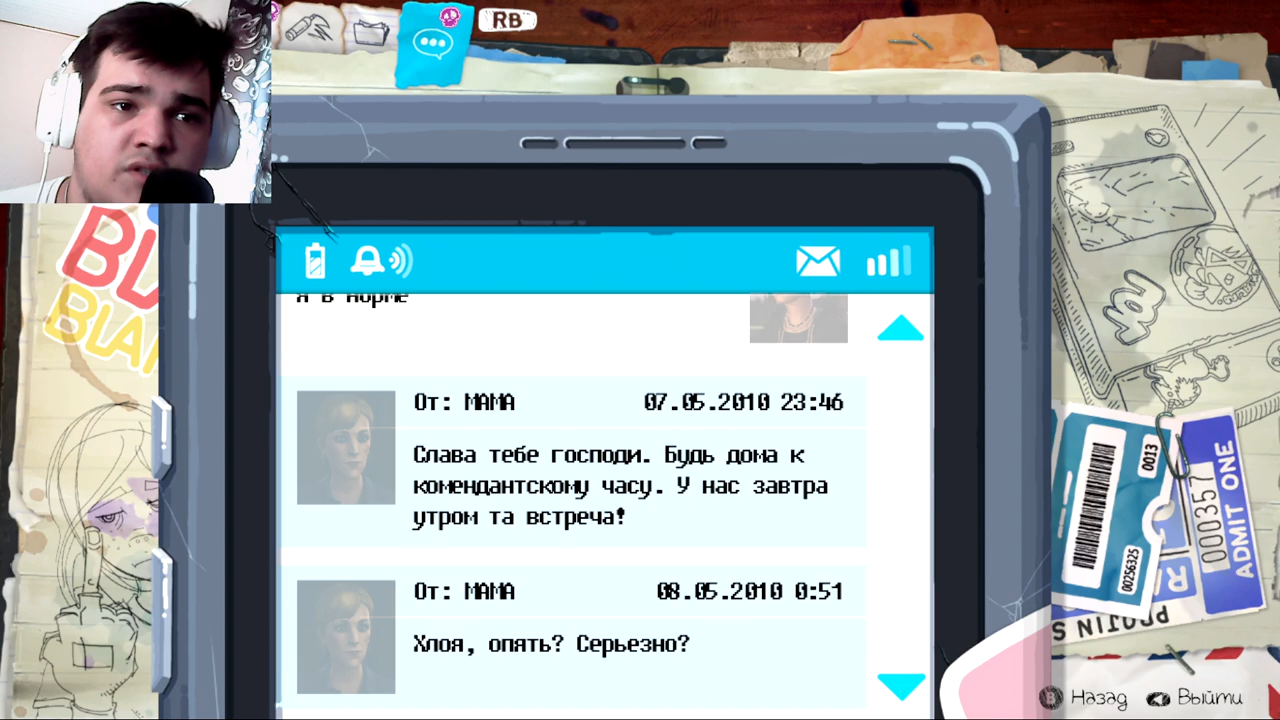 RB
BL
BLAH
Я в норме
От: МАМА 07.05.2010 23:46
Слава тебе господи. Будь дома к
комендантскому часу. У нас завтра
утром та встреча!
От: МАМА 08.05.2010 0:51
Хлоя, опять? Серьезно?
0013
00256325
000357
ADMIT ONE
B Назад Выйти